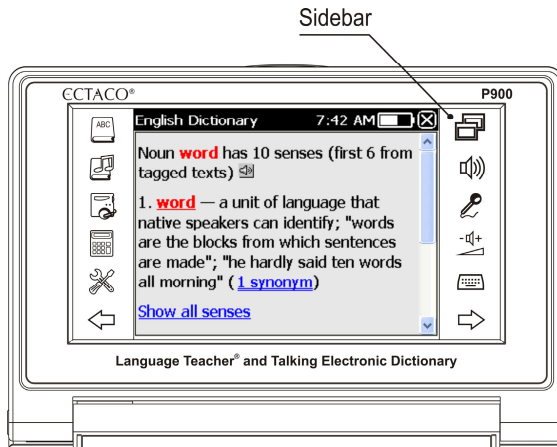 Sidebar
ECTACO®
P900
ABC
English Dictionary 7:42 AM
Noun word has 10 senses (first 6 from
tagged texts)
1. word — a unit of language that
native speakers can identify; "words
are the blocks from which sentences
are made"; "he hardly said ten words
all morning" ( 1 synonym)
Show all senses
- +
Language Teacher® and Talking Electronic Dictionary